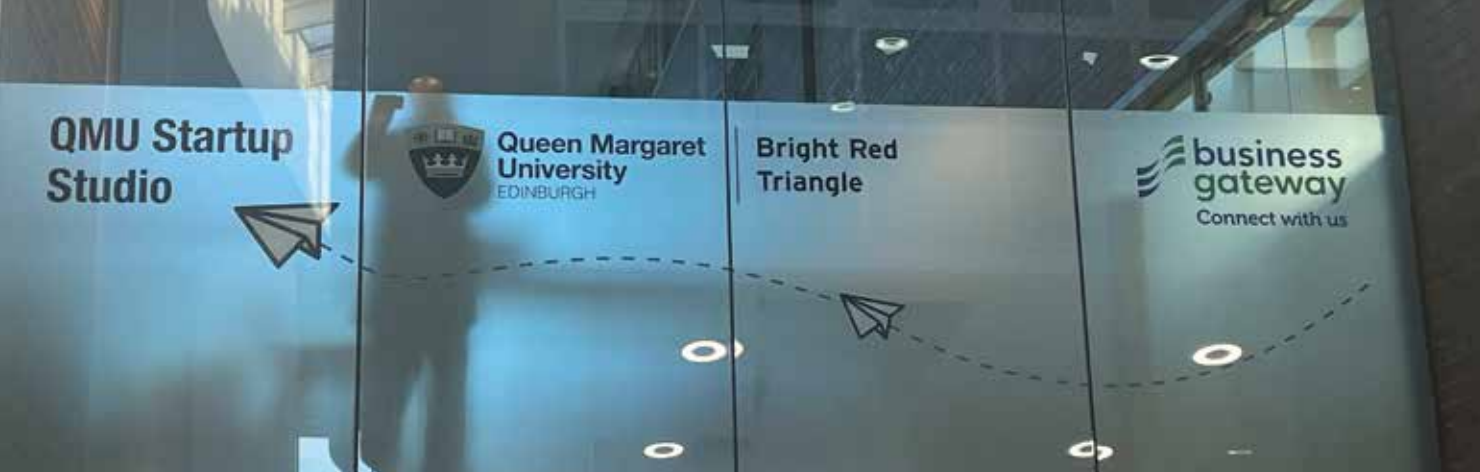 QMU Startup
Studio
Queen Margaret
University
EDINBURGH
Bright Red
Triangle
business
gateway
Connect with us